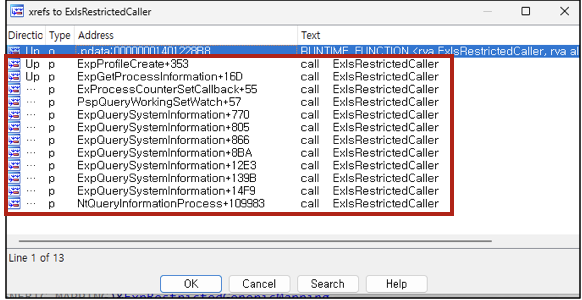 xrefs to ExIsRestrictedCaller
Directic Typ Address Text
Up o .pdata:00000001401228B8 RUNTIME_FUNCTION <rva ExIsRestrictedCaller, rva al
Up p ExpProfileCreate+353 call ExIsRestrictedCaller
Up p ExpGetProcessInformation+16D call ExIsRestrictedCaller
... p ExProcessCounterSetCallback+55 call ExIsRestrictedCaller
... p PspQueryWorkingSetWatch+57 call ExIsRestrictedCaller
... p ExpQuerySystemInformation+770 call ExIsRestrictedCaller
... p ExpQuerySystemInformation+805 call ExIsRestrictedCaller
... p ExpQuerySystemInformation+866 call ExIsRestrictedCaller
... p ExpQuerySystemInformation+8BA call ExIsRestrictedCaller
... p ExpQuerySystemInformation+12E3 call ExIsRestrictedCaller
... p ExpQuerySystemInformation+139B call ExIsRestrictedCaller
... p ExpQuerySystemInformation+14F9 call ExIsRestrictedCaller
... p NtQueryInformationProcess+109983 call ExIsRestrictedCaller
Line 1 of 13
OK Cancel Search Help